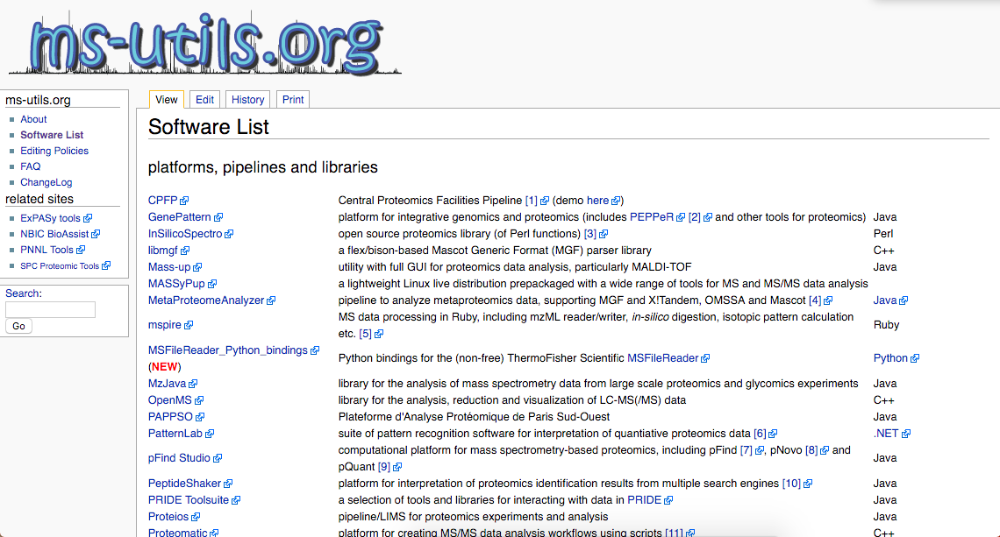 ms-utils.org
ms-utils.org
About
Software List
Editing Policies
FAQ
ChangeLog
related sites
ExPASy tools
NBIC BioAssist
PNNL Tools
SPC Proteomic Tools
Search:
Go
View Edit History Print
Software List
platforms, pipelines and libraries
CPFP Central Proteomics Facilities Pipeline [1] (demo here)
GenePattern platform for integrative genomics and proteomics (includes PEPPeR [2] and other tools for proteomics) Java
InSilicoSpectro open source proteomics library (of Perl functions) [3] Perl
libmgf a flex/bison-based Mascot Generic Format (MGF) parser library C++
Mass-up utility with full GUI for proteomics data analysis, particularly MALDI-TOF Java
MASSyPup a lightweight Linux live distribution prepackaged with a wide range of tools for MS and MS/MS data analysis
MetaProteomeAnalyzer pipeline to analyze metaproteomics data, supporting MGF and X!Tandem, OMSSA and Mascot [4] Java
mspire MS data processing in Ruby, including mzML reader/writer, in-silico digestion, isotopic pattern calculation
etc. [5] Ruby
MSFileReader_Python_bindings
(NEW) Python bindings for the (non-free) ThermoFisher Scientific MSFileReader Python
MzJava library for the analysis of mass spectrometry data from large scale proteomics and glycomics experiments Java
OpenMS library for the analysis, reduction and visualization of LC-MS(/MS) data C++
PAPPSO Plateforme d'Analyse Protéomique de Paris Sud-Ouest Java
PatternLab suite of pattern recognition software for interpretation of quantiative proteomics data [6] .NET
pFind Studio computational platform for mass spectrometry-based proteomics, including pFind [7], pNovo [8] and
pQuant [9] Java
PeptideShaker platform for interpretation of proteomics identification results from multiple search engines [10] Java
PRIDE Toolsuite a selection of tools and libraries for interacting with data in PRIDE Java
Proteios pipeline/LIMS for proteomics experiments and analysis Java
Proteomatic platform for creating MS/MS data analysis workflows using scripts [11] C++